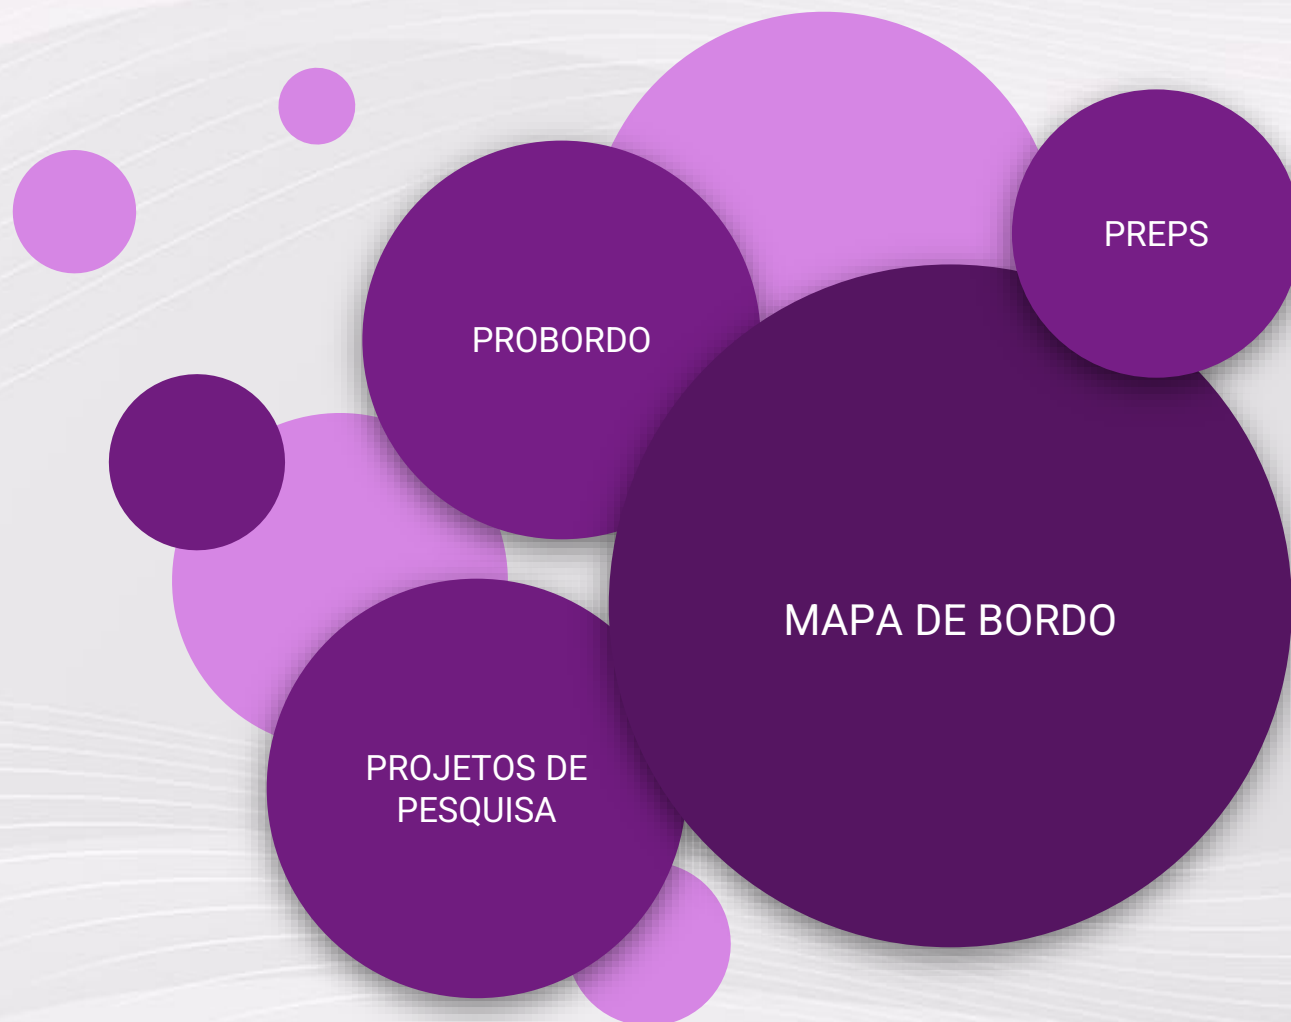 PREPS
PROBORDO
MAPA DE BORDO
PROJETOS DE
PESQUISA